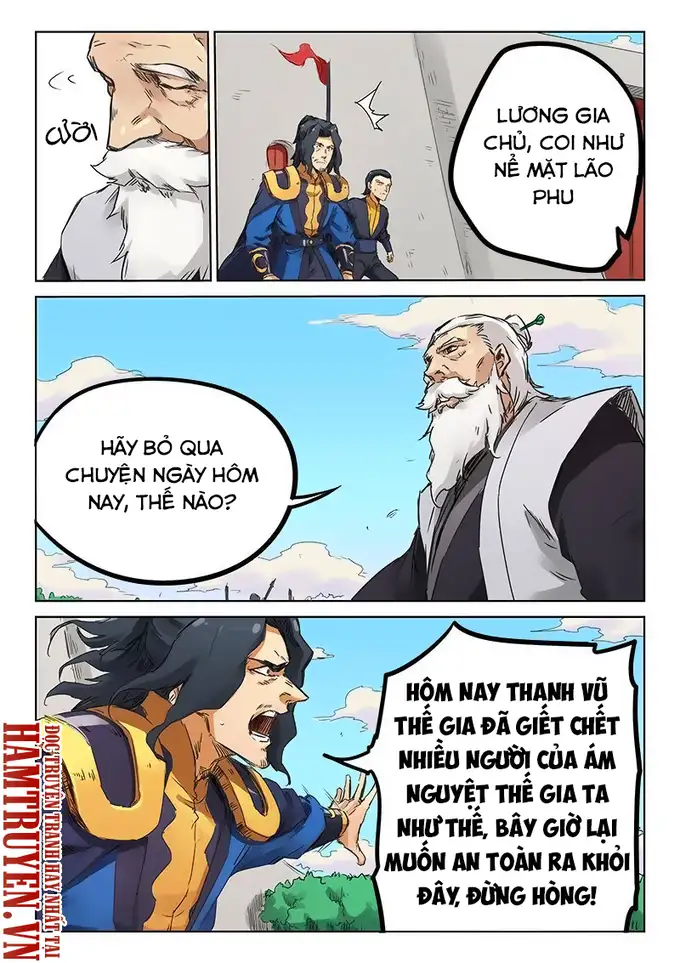 CƯỜI
LƯƠNG GIA
CHỦ, COI NHƯ
NỂ MẶT LÃO
PHU
HÃY BỎ QUA
CHUYỆN NGÀY HÔM
NAY, THẾ NÀO?
HÔM NAY THANH VŨ
THẾ GIA ĐÃ GIẾT CHẾT
NHIỀU NGƯỜI CỦA ÁM
NGUYỆT THẾ GIA TA
NHƯ THẾ, BÂY GIỜ LẠI
MUỐN AN TOÀN RA KHỎI
ĐÂY, ĐỪNG HÒNG!
ĐỌC TRUYỆN TRANH HAY NHẤT TẠI
HAMTRUYEN.VN